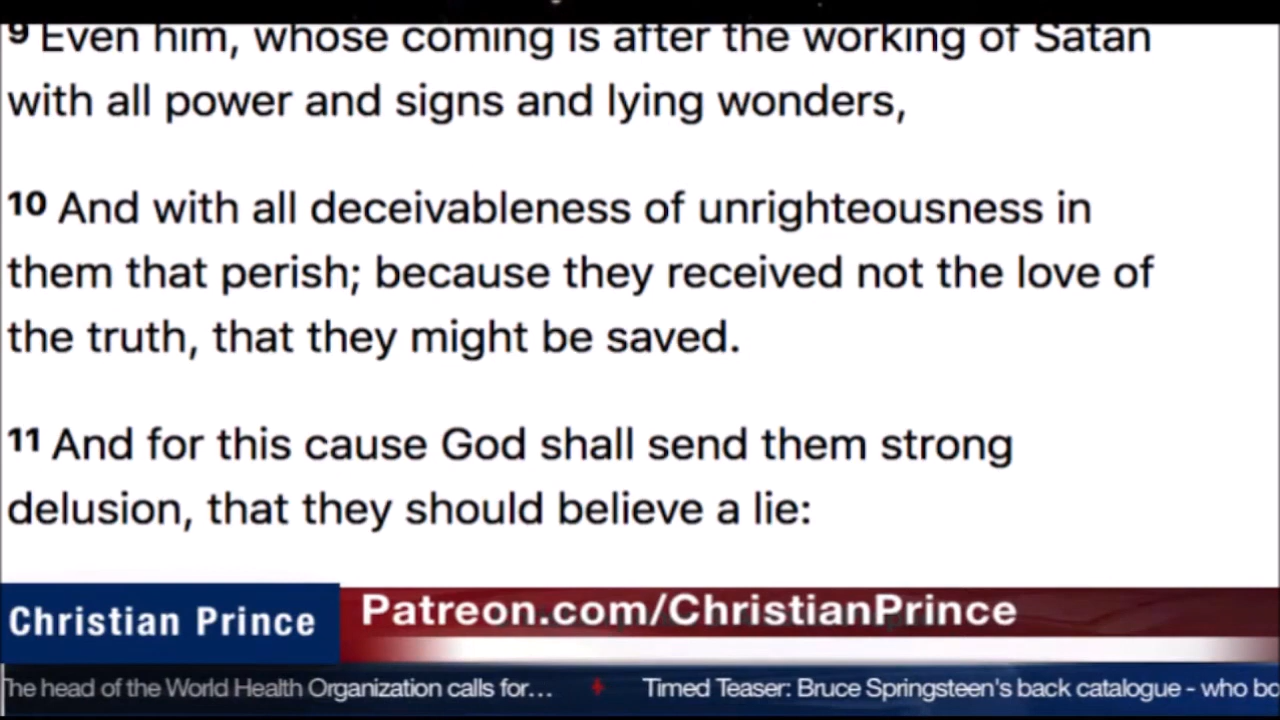 9 Even him, whose coming is after the working of Satan
with all power and signs and lying wonders,
10 And with all deceivableness of unrighteousness in
them that perish; because they received not the love of
the truth, that they might be saved.
11 And for this cause God shall send them strong
delusion, that they should believe a lie:
Christian Prince
Patreon.com/ChristianPrince
The head of the World Health Organization calls for... Timed Teaser: Bruce Springsteen's back catalogue - who bo